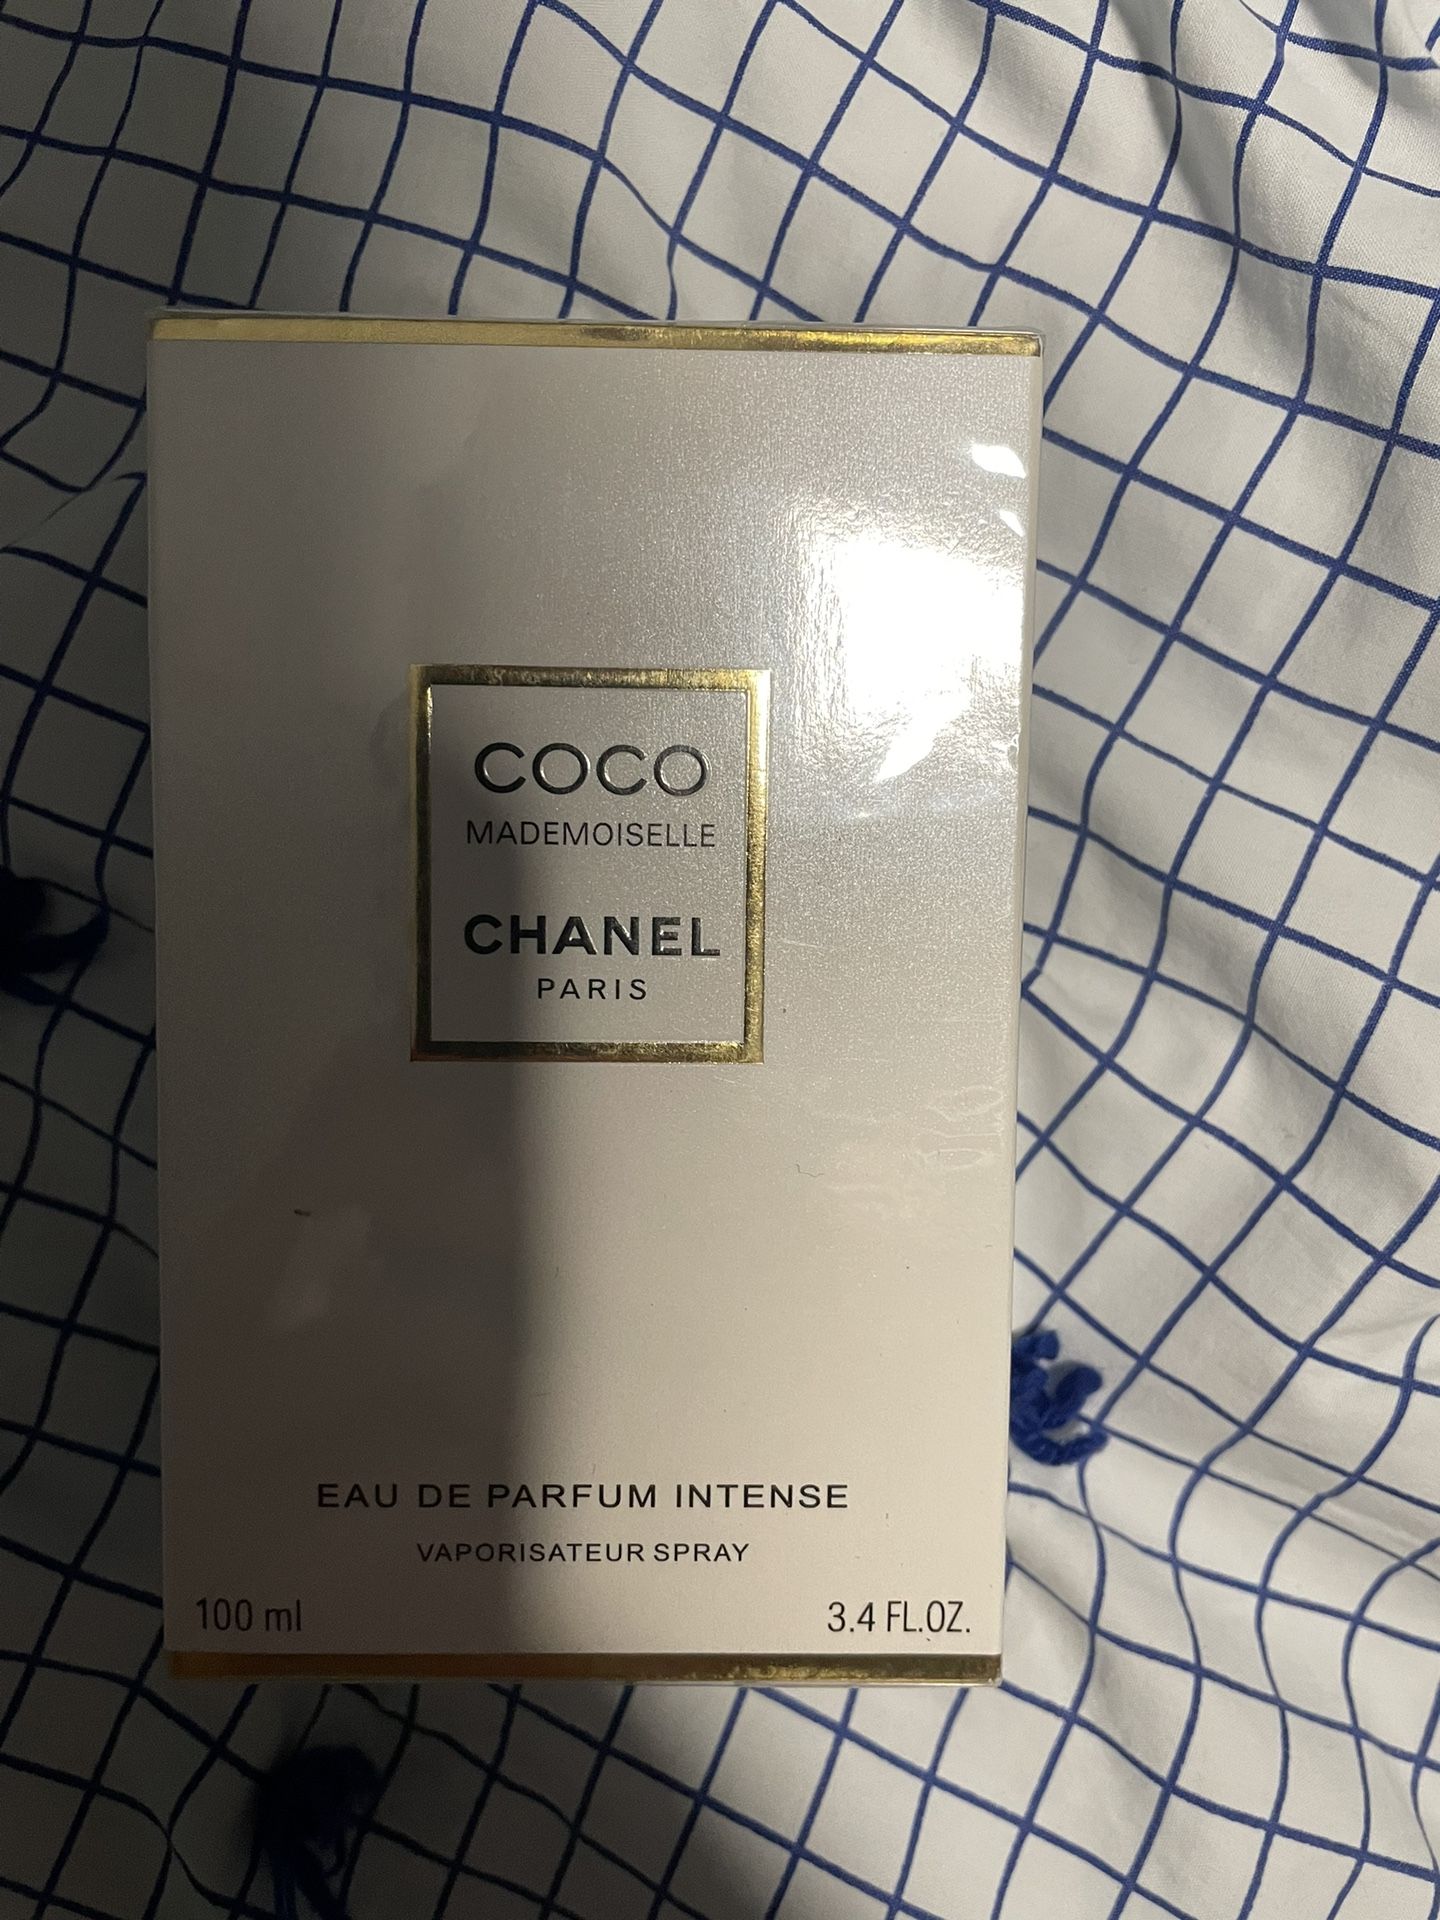 COCO
MADEMOISELLE
CHANEL
PARIS
EAU DE PARFUM INTENSE
VAPORISATEUR SPRAY
100 ml 3.4 FL.OZ.